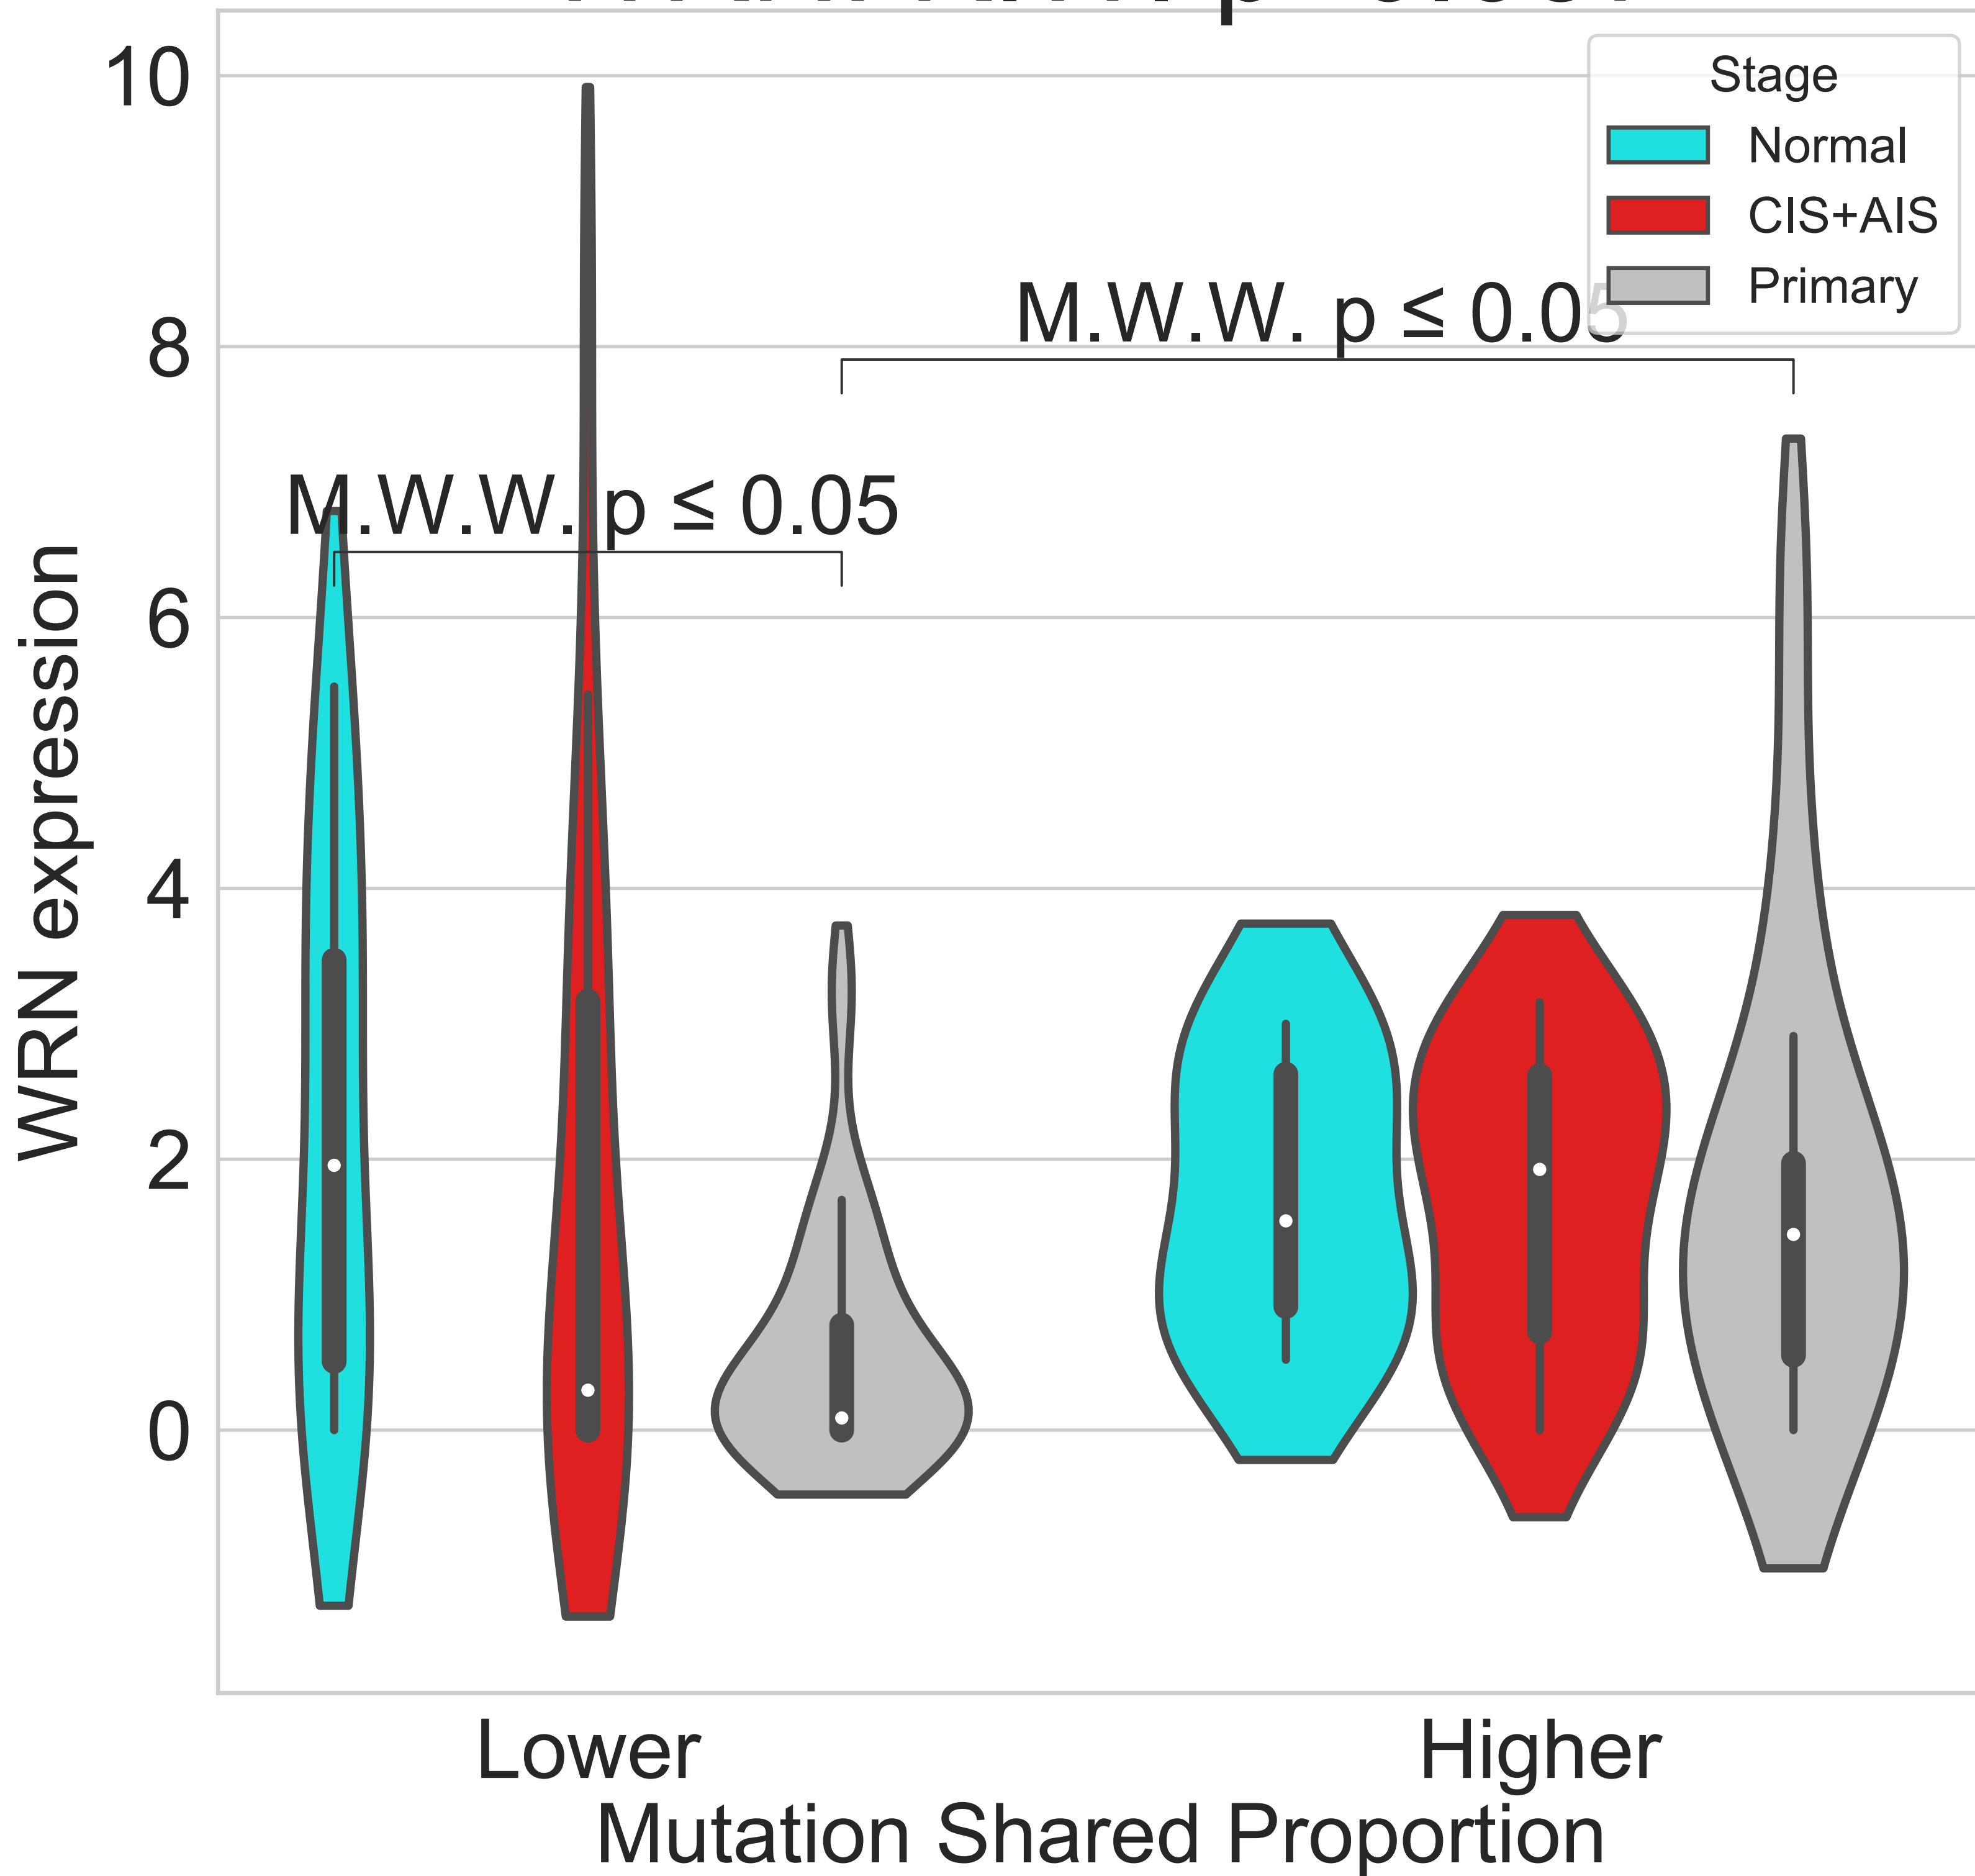 10
8
6
4
2
0
WRN expression
Stage
Normal
CIS+AIS
Primary
M.W.W. p ≤ 0.05
M.W.W. p ≤ 0.05
Lower
Higher
Mutation Shared Proportion